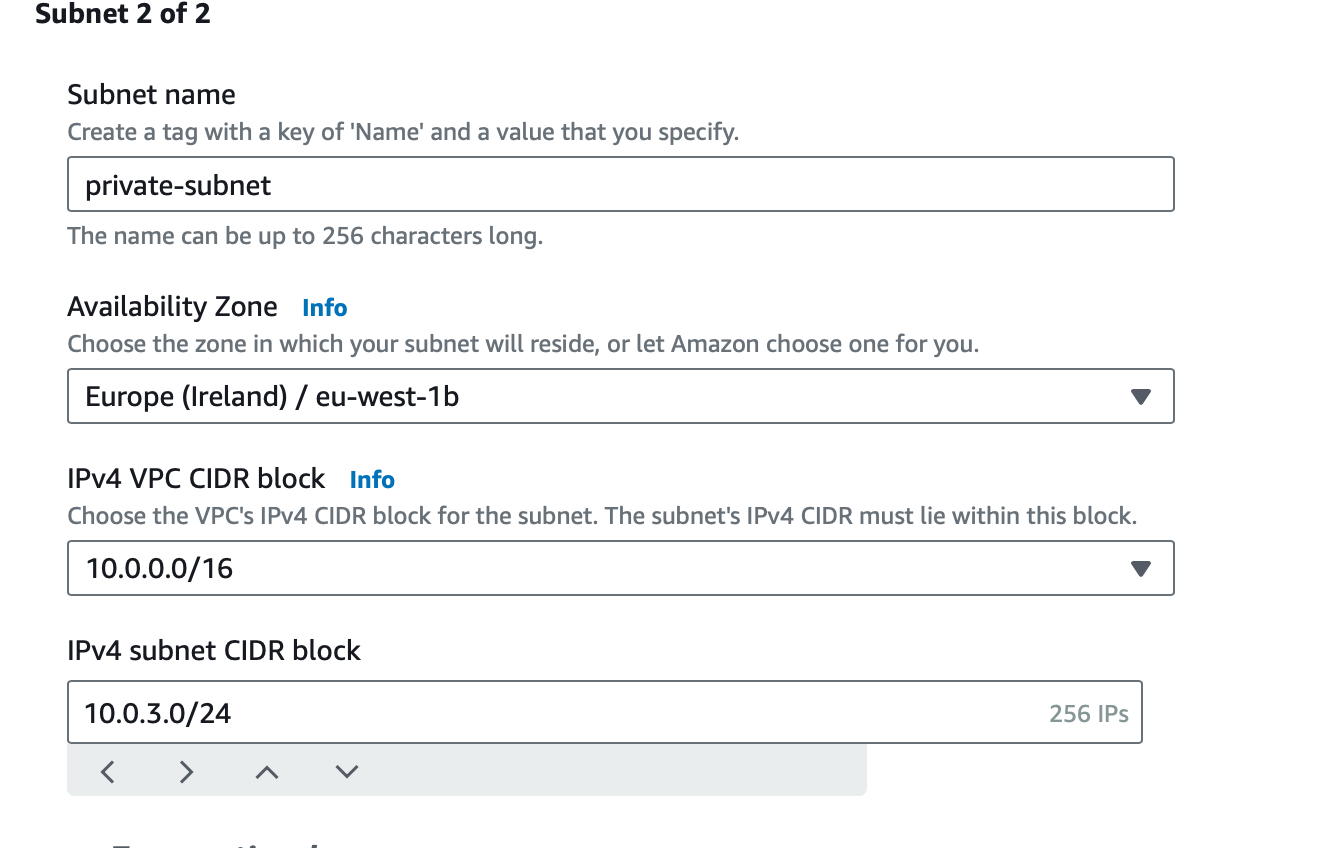 Subnet 2 of 2
Subnet name
Create a tag with a key of 'Name' and a value that you specify.
private-subnet
The name can be up to 256 characters long.
Availability Zone Info
Choose the zone in which your subnet will reside, or let Amazon choose one for you.
Europe (Ireland) / eu-west-1b
IPv4 VPC CIDR block Info
Choose the VPC's IPv4 CIDR block for the subnet. The subnet's IPv4 CIDR must lie within this block.
10.0.0.0/16
IPv4 subnet CIDR block
10.0.3.0/24 256 IPs